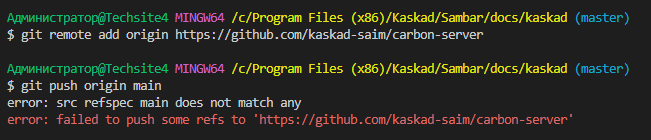 Администратор@Techsite4 MINGW64 /c/Program Files (x86)/Kaskad/Sambar/docs/kaskad (master)
$ git remote add origin https://github.com/kaskad-saim/carbon-server
Администратор@Techsite4 MINGW64 /c/Program Files (x86)/Kaskad/Sambar/docs/kaskad (master)
$ git push origin main
error: src refspec main does not match any
error: failed to push some refs to 'https://github.com/kaskad-saim/carbon-server'